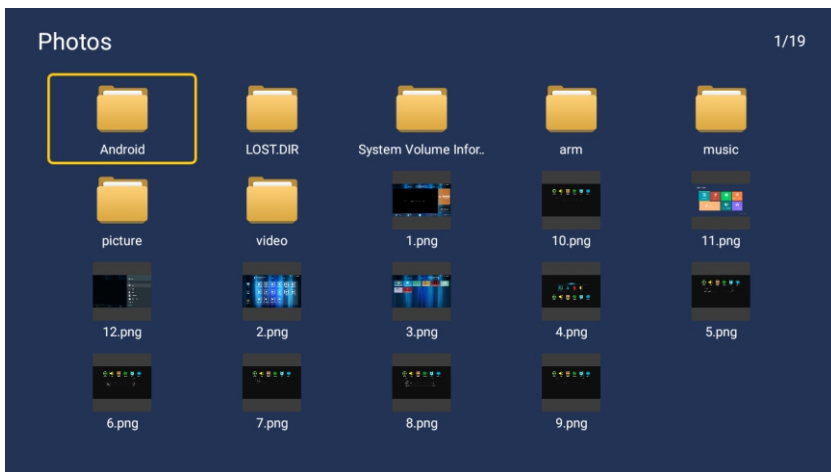 Photos 1/19
Android LOST.DIR System Volume Infor.. arm music
picture video 1.png 10.png 11.png
12.png 2.png 3.png 4.png 5.png
6.png 7.png 8.png 9.png